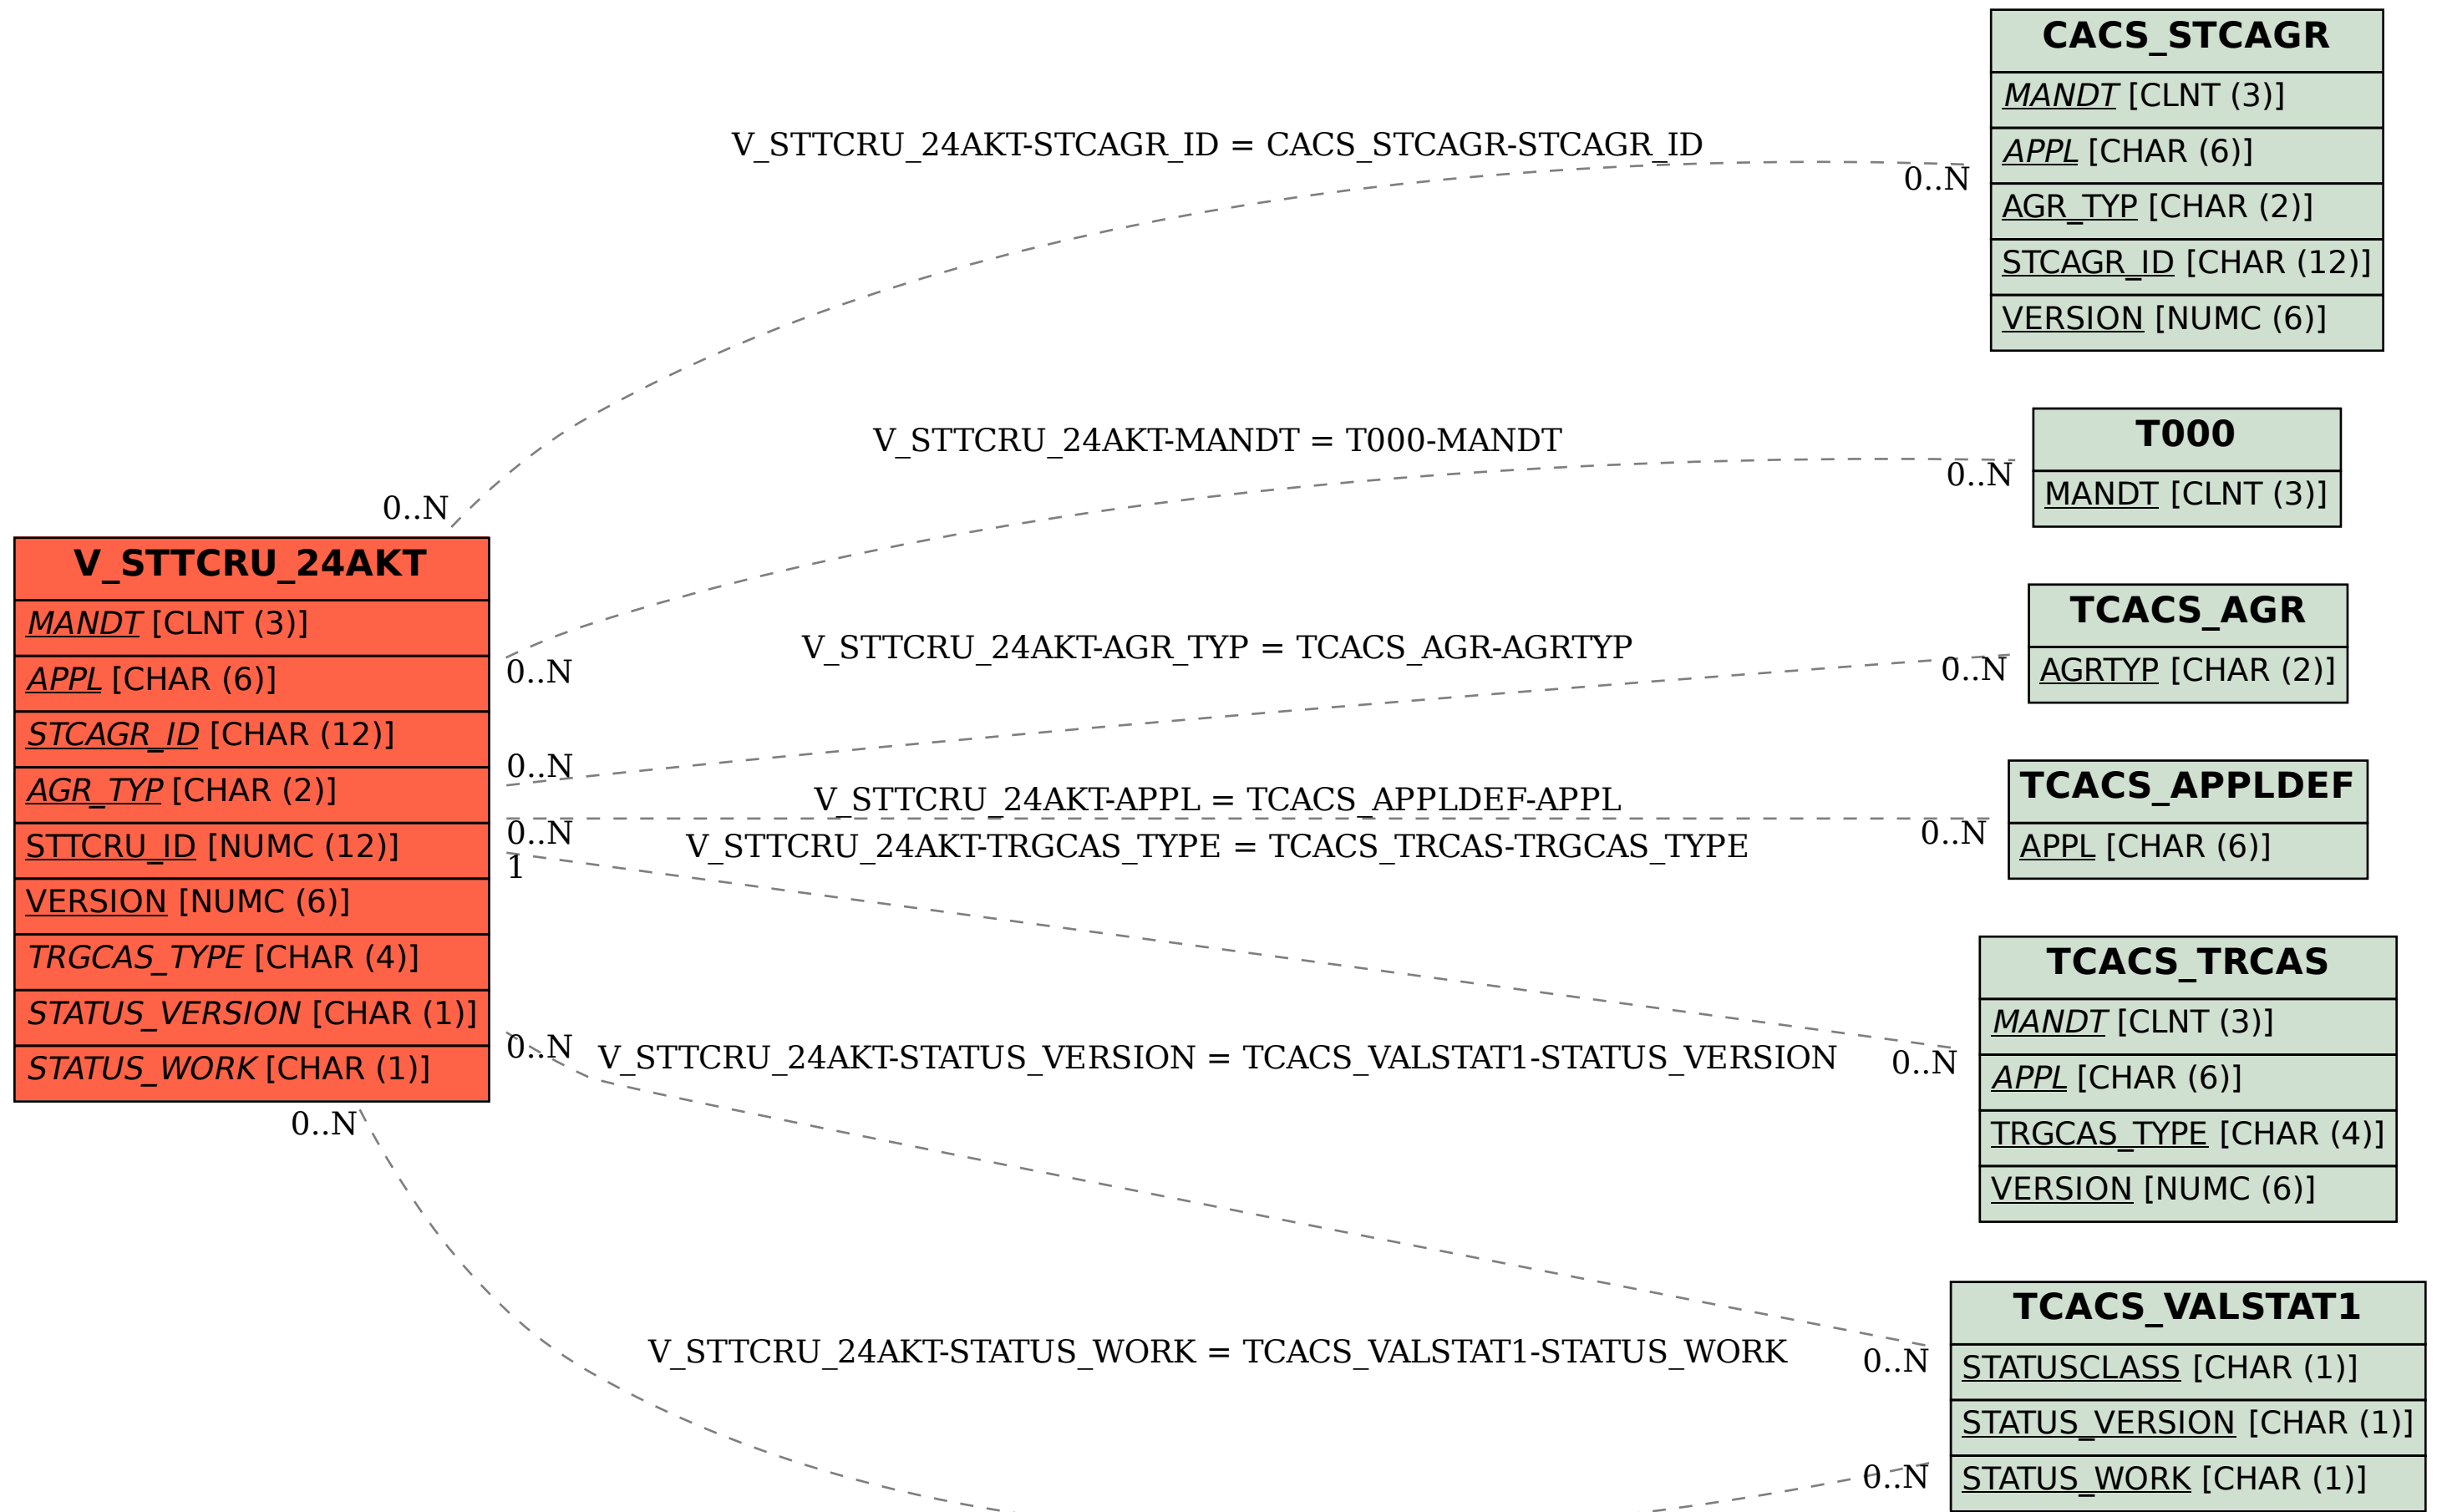 CACS_STCAGR
MANDT [CLNT (3)]
APPL [CHAR (6)]
AGR_TYP [CHAR (2)]
STCAGR_ID [CHAR (12)]
VERSION [NUMC (6)]
V_STTCRU_24AKT-STCAGR_ID = CACS_STCAGR-STCAGR_ID
0..N
0..N
V_STTCRU_24AKT-MANDT = T000-MANDT
0..N
0..N
T000
MANDT [CLNT (3)]
V_STTCRU_24AKT
MANDT [CLNT (3)]
APPL [CHAR (6)]
STCAGR_ID [CHAR (12)]
AGR_TYP [CHAR (2)]
STTCRU_ID [NUMC (12)]
VERSION [NUMC (6)]
TRGCAS_TYPE [CHAR (4)]
STATUS_VERSION [CHAR (1)]
STATUS_WORK [CHAR (1)]
V_STTCRU_24AKT-AGR_TYP = TCACS_AGR-AGRTYP
0..N
0..N
TCACS_AGR
AGRTYP [CHAR (2)]
V_STTCRU_24AKT-APPL = TCACS_APPLDEF-APPL
0..N
0..N
TCACS_APPLDEF
APPL [CHAR (6)]
V_STTCRU_24AKT-TRGCAS_TYPE = TCACS_TRCAS-TRGCAS_TYPE
1
0..N
TCACS_TRCAS
MANDT [CLNT (3)]
APPL [CHAR (6)]
TRGCAS_TYPE [CHAR (4)]
VERSION [NUMC (6)]
V_STTCRU_24AKT-STATUS_VERSION = TCACS_VALSTAT1-STATUS_VERSION
0..N
0..N
V_STTCRU_24AKT-STATUS_WORK = TCACS_VALSTAT1-STATUS_WORK
0..N
0..N
TCACS_VALSTAT1
STATUSCLASS [CHAR (1)]
STATUS_VERSION [CHAR (1)]
STATUS_WORK [CHAR (1)]